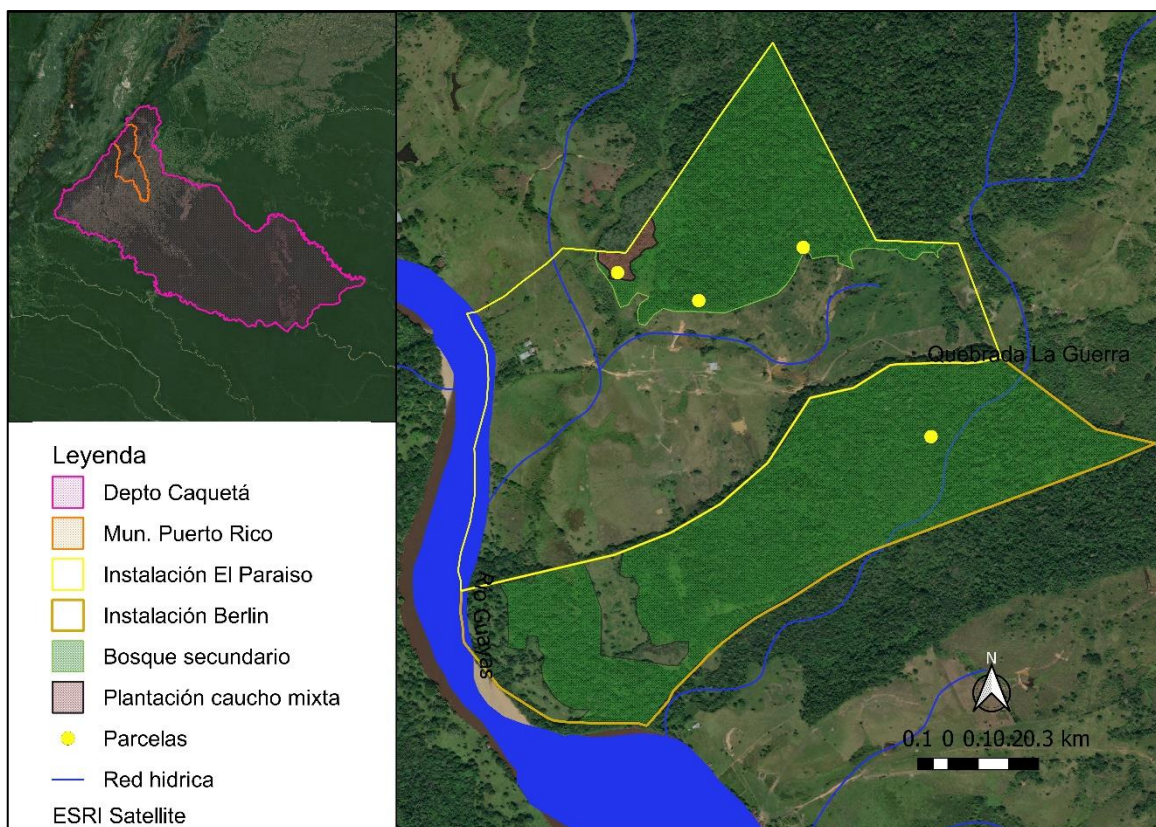 Leyenda
Depto Caquetá
Mun. Puerto Rico
Instalación El Paraiso
Instalación Berlin
Bosque secundario
Plantación caucho mixta
Parcelas
Red hidrica
ESRI Satellite
Quebrada La Guerra
Río Guayas
N
0.1 0 0.10.20.3 km